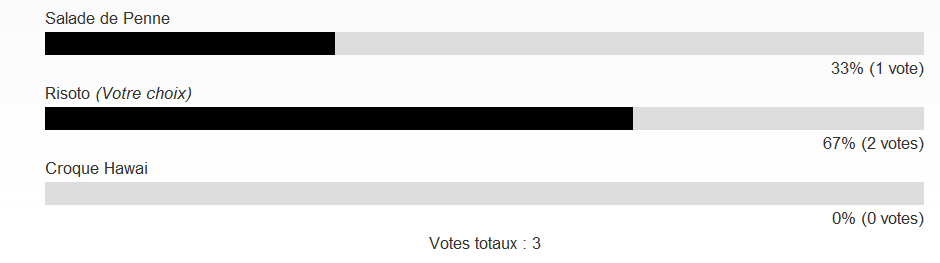 Salade de Penne
33% (1 vote)
Risoto (Votre choix)
67% (2 votes)
Croque Hawai
0% (0 votes)
Votes totaux : 3